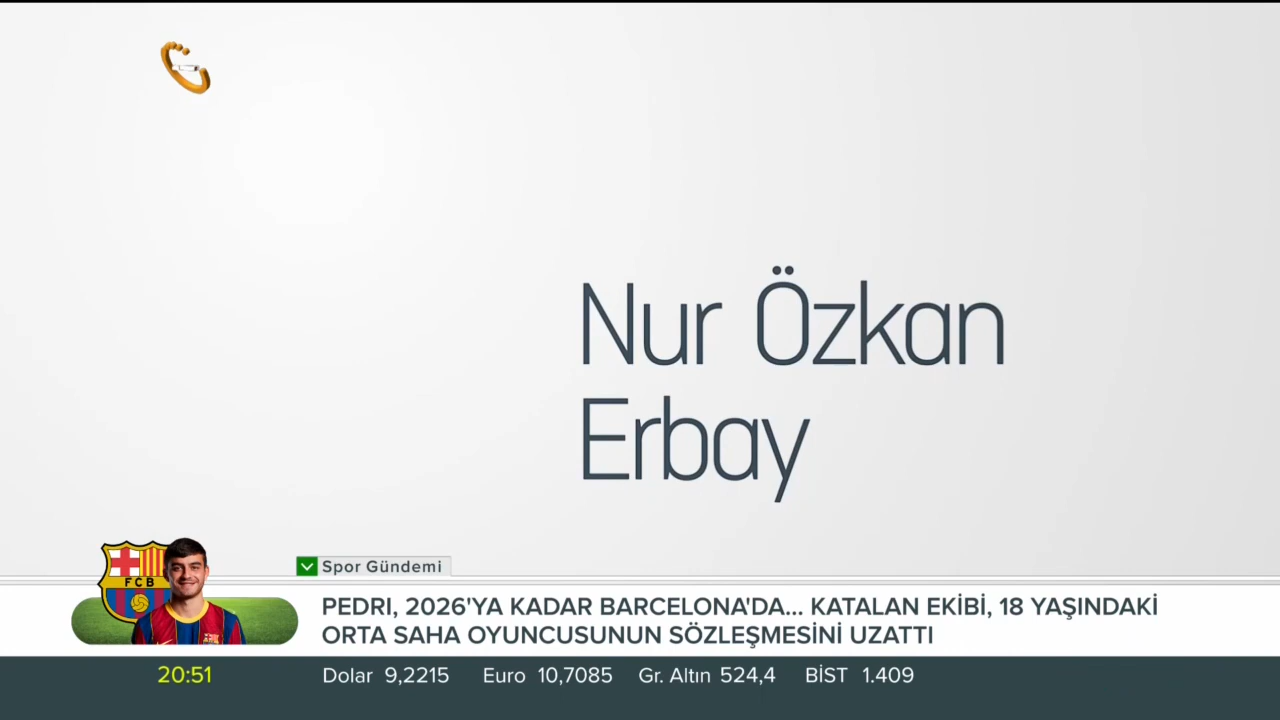 Nur Özkan
Erbay
FCB
Spor Gündemi
PEDRI, 2026'YA KADAR BARCELONA'DA... KATALAN EKİBİ, 18 YAŞINDAKİ
ORTA SAHA OYUNCUSUNUN SÖZLEŞMESİNİ UZATTI
20:51 Dolar 9,2215 Euro 10,7085 Gr. Altın 524,4 BİST 1.409